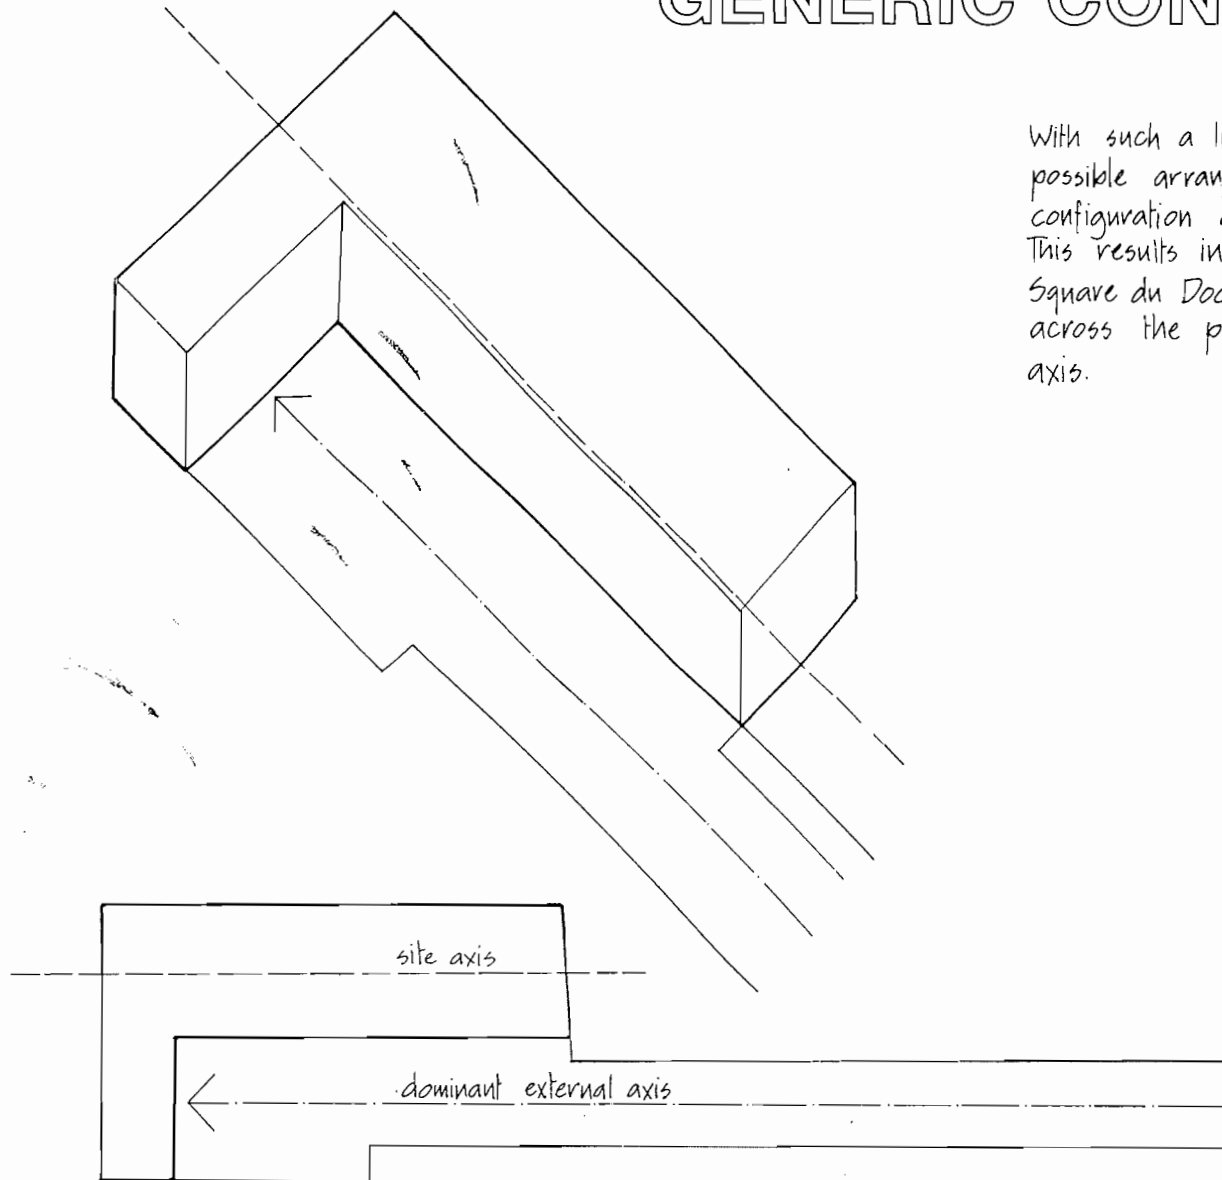 GENERIC CON
With such a li
possible arran
configuration a
This results in
Square du Doc
across the p
axis.
site axis
dominant external axis